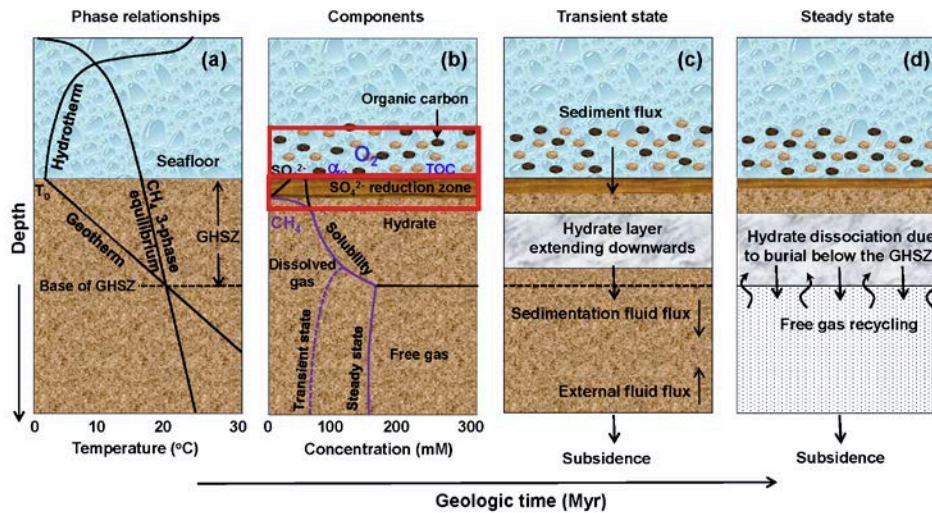 Phase relationships
Components
Transient state
Steady state
(a)
Hydrotherm
Seafloor
T0
CH4 3-phase
equilibrium
GHSZ
Geotherm
Base of GHSZ
Depth
0 10 20 30
Temperature (oC)
(b)
Organic carbon
O2
SO42-
TOC
SO42- reduction zone
CH4
Hydrate
Solubility
Dissolved
gas
Transient state
Steady state
Free gas
0 100 200 300
Concentration (mM)
(c)
Sediment flux
Hydrate layer
extending downwards
Sedimentation fluid flux
External fluid flux
Subsidence
(d)
Hydrate dissociation due
to burial below the GHSZ
Free gas recycling
Subsidence
Geologic time (Myr)